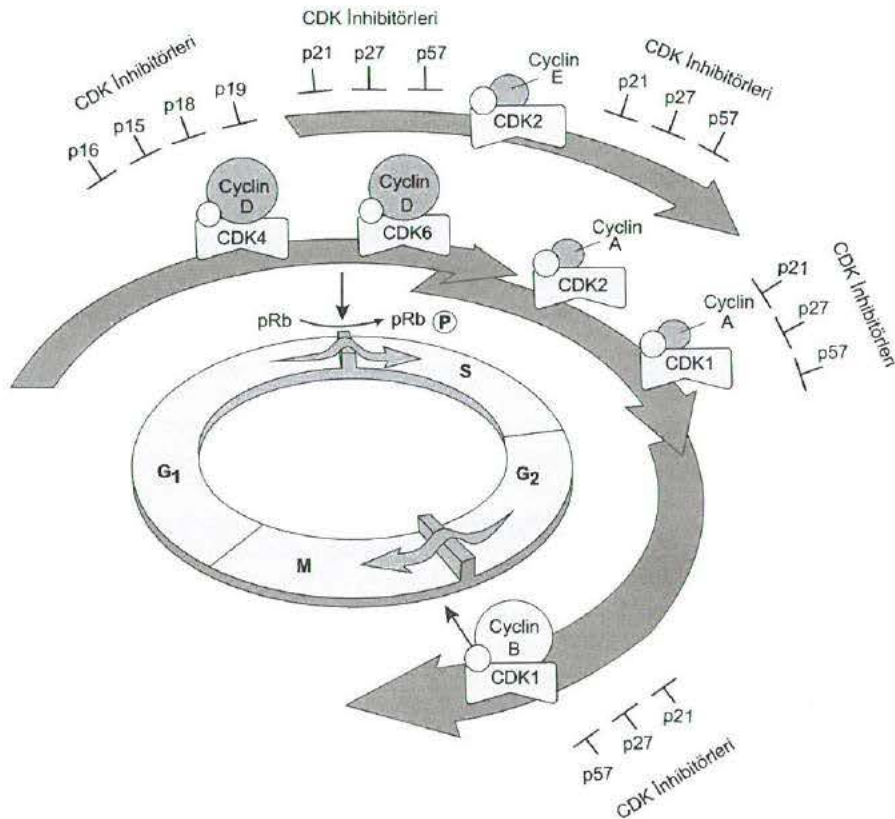 CDK İnhibitörleri
p16
p15
p18
p19
CDK İnhibitörleri
p21
p27
p57
Cyclin
E
CDK2
CDK İnhibitörleri
p21
p27
p57
Cyclin
D
CDK4
Cyclin
D
CDK6
Cyclin
A
CDK2
Cyclin
A
CDK1
CDK İnhibitörleri
p21
p27
p57
pRb
pRb P
S
G1
G2
M
Cyclin
B
CDK1
p21
p27
p57
CDK İnhibitörleri